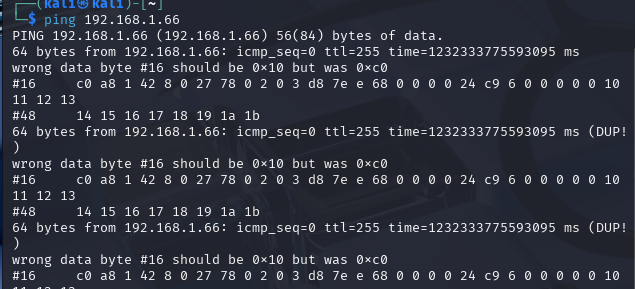 (kali㉿kali)-[~]
$ ping 192.168.1.66
PING 192.168.1.66 (192.168.1.66) 56(84) bytes of data.
64 bytes from 192.168.1.66: icmp_seq=0 ttl=255 time=1232333775593095 ms
wrong data byte #16 should be 0×10 but was 0×c0
#16     c0 a8 1 42 8 0 27 78 0 2 0 3 d8 7e e 68 0 0 0 0 24 c9 6 0 0 0 0 0 10
11 12 13
#48     14 15 16 17 18 19 1a 1b
64 bytes from 192.168.1.66: icmp_seq=0 ttl=255 time=1232333775593095 ms (DUP!
)
wrong data byte #16 should be 0×10 but was 0×c0
#16     c0 a8 1 42 8 0 27 78 0 2 0 3 d8 7e e 68 0 0 0 0 24 c9 6 0 0 0 0 0 10
11 12 13
#48     14 15 16 17 18 19 1a 1b
64 bytes from 192.168.1.66: icmp_seq=0 ttl=255 time=1232333775593095 ms (DUP!
)
wrong data byte #16 should be 0×10 but was 0×c0
#16     c0 a8 1 42 8 0 27 78 0 2 0 3 d8 7e e 68 0 0 0 0 24 c9 6 0 0 0 0 0 10
11 12 13